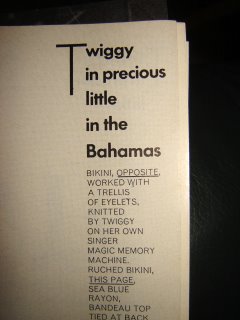 Twiggy
in precious
little
in the
Bahamas
BIKINI, OPPOSITE,
WORKED WITH
A TRELLIS
OF EYELETS,
KNITTED
BY TWIGGY
ON HER OWN
SINGER
MAGIC MEMORY
MACHINE.
RUCHED BIKINI,
THIS PAGE,
SEA BLUE
RAYON,
BANDEAU TOP
TIED AT BACK